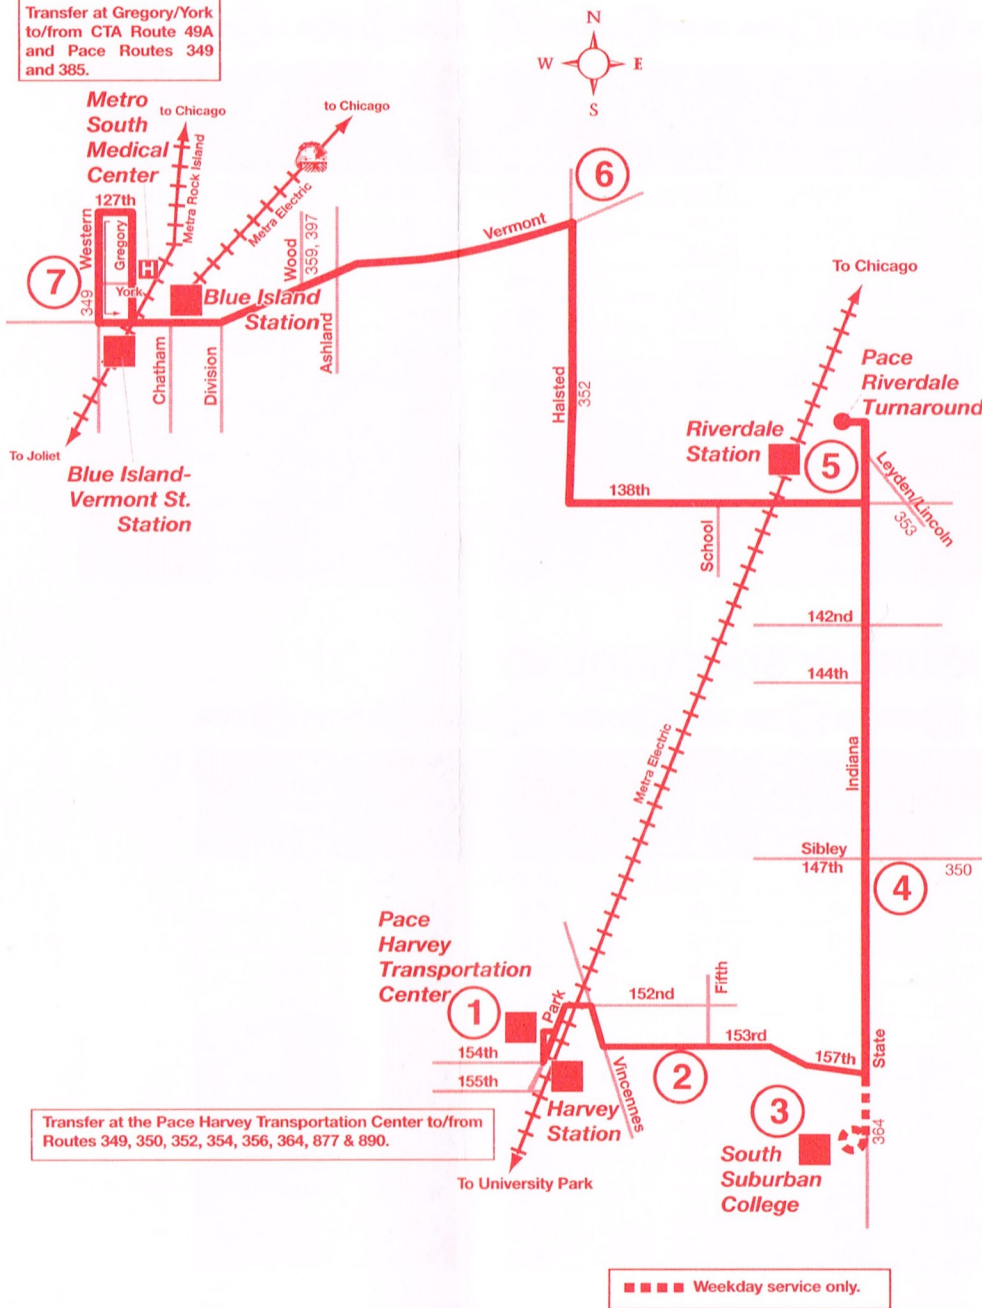 Transfer at Gregory/York
to/from CTA Route 49A
and Pace Routes 349
and 385.
N
W
E
S
Metro
South
Medical
Center
to Chicago
to Chicago
Metra Rock Island
Metra Electric
127th
Western
Gregory
York
349
H
7
Blue Island
Station
Wood
359, 397
Ashland
Chatham
Division
To Joliet
Blue Island-
Vermont St.
Station
Vermont
6
Halsted
352
To Chicago
Pace
Riverdale
Turnaround
Riverdale
Station
5
Leyden/Lincoln
353
138th
School
142nd
144th
Indiana
Metra Electric
Sibley
147th
350
4
Pace
Harvey
Transportation
Center
1
Park
152nd
Fifth
153rd
157th
State
154th
155th
Vincennes
2
Harvey
Station
3
364
South
Suburban
College
Transfer at the Pace Harvey Transportation Center to/from
Routes 349, 350, 352, 354, 356, 364, 877 & 890.
To University Park
Weekday service only.